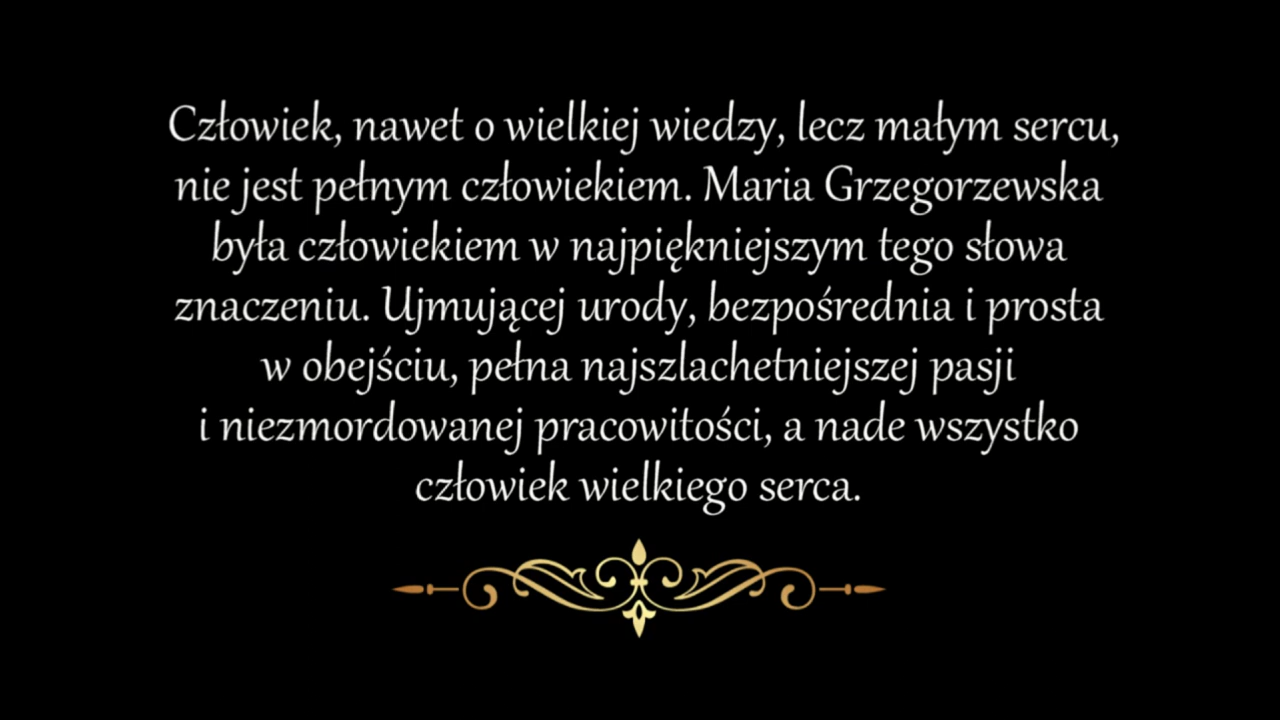 Człowiek, nawet o wielkiej wiedzy, lecz małym sercu,
nie jest pełnym człowiekiem. Maria Grzegorzewska
była człowiekiem w najpiękniejszym tego słowa
znaczeniu. Ujmującej urody, bezpośrednia i prosta
w obejściu, pełna najszlachetniejszej pasji
i niezmordowanej pracowitości, a nade wszystko
człowiek wielkiego serca.